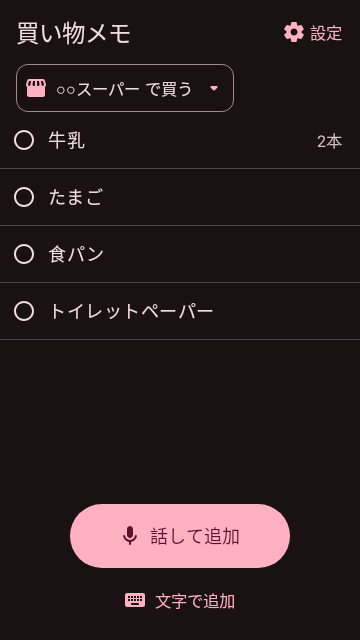 買い物メモ
設定
○○スーパー で買う
牛乳
2本
たまご
食パン
トイレットペーパー
話して追加
文字で追加